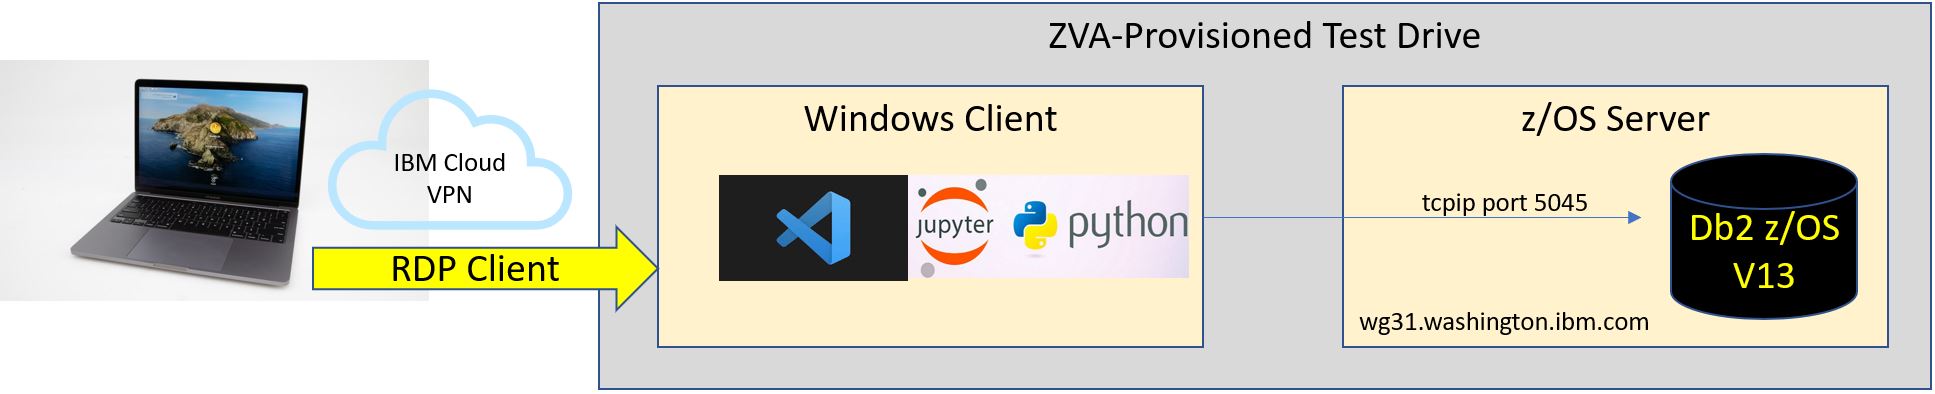 ZVA-Provisioned Test Drive
IBM Cloud
VPN
RDP Client
Windows Client
jupyter
python
z/OS Server
tcpip port 5045
Db2 z/OS
V13
wg31.washington.ibm.com